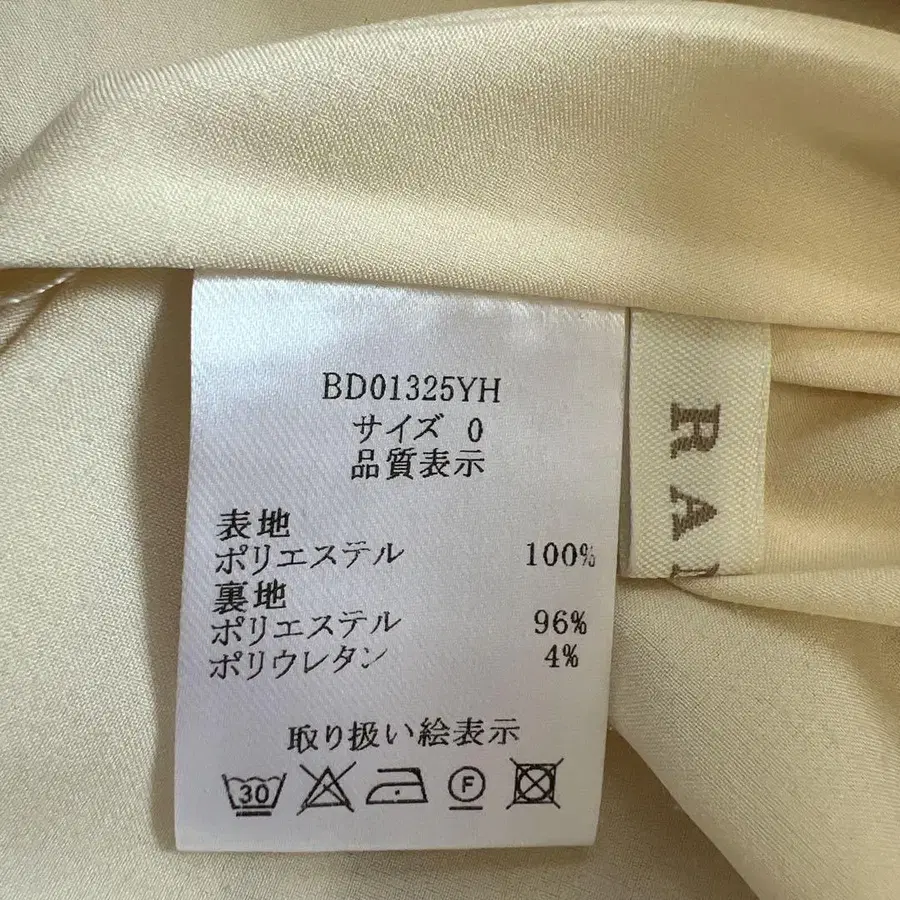 BD01325YH
サイズ 0
品質表示
表地
ポリエステル 100%
裏地
ポリエステル 96%
ポリウレタン 4%
取り扱い絵表示
30
F
RA